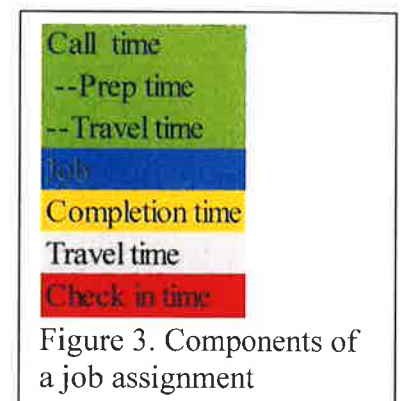 Call time
--Prep time
--Travel time
Job
Completion time
Travel time
Check in time
Figure 3. Components of
a job assignment